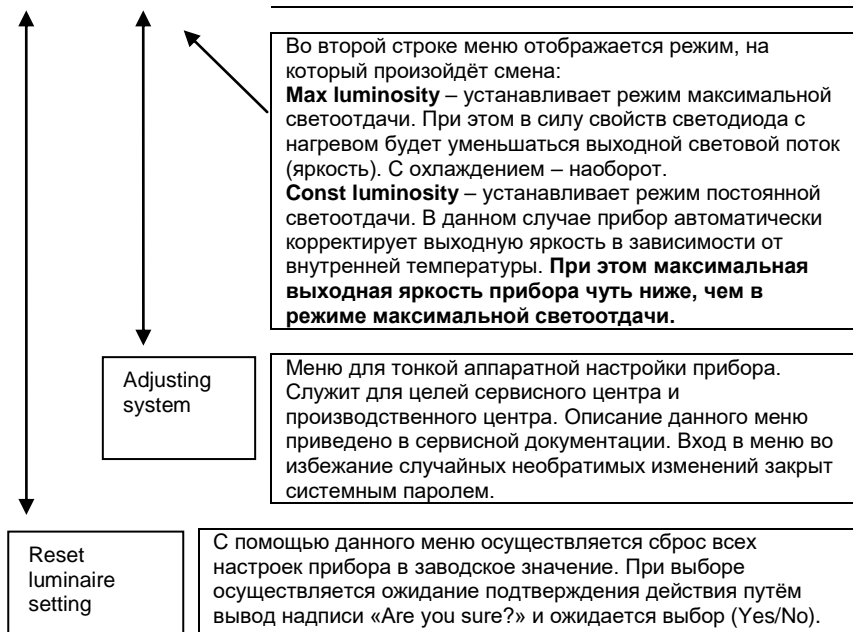 Во второй строке меню отображается режим, на
который произойдёт смена:
Max luminosity – устанавливает режим максимальной
светоотдачи. При этом в силу свойств светодиода с
нагревом будет уменьшаться выходной световой поток
(яркость). С охлаждением – наоборот.
Const luminosity – устанавливает режим постоянной
светоотдачи. В данном случае прибор автоматически
корректирует выходную яркость в зависимости от
внутренней температуры. При этом максимальная
выходная яркость прибора чуть ниже, чем в
режиме максимальной светоотдачи.
Adjusting
system
Меню для тонкой аппаратной настройки прибора.
Служит для целей сервисного центра и
производственного центра. Описание данного меню
приведено в сервисной документации. Вход в меню во
избежание случайных необратимых изменений закрыт
системным паролем.
Reset
luminaire
setting
С помощью данного меню осуществляется сброс всех
настроек прибора в заводское значение. При выборе
осуществляется ожидание подтверждения действия путём
вывод надписи «Are you sure?» и ожидается выбор (Yes/No).